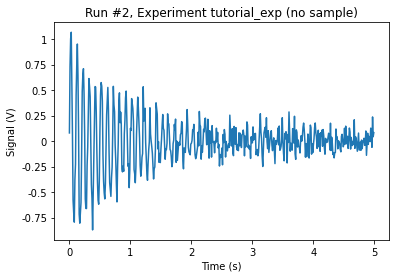 Run #2, Experiment tutorial_exp (no sample)
1
0.75
0.5
0.25
0
-0.25
-0.5
-0.75
Signal (V)
0 1 2 3 4 5
Time (s)